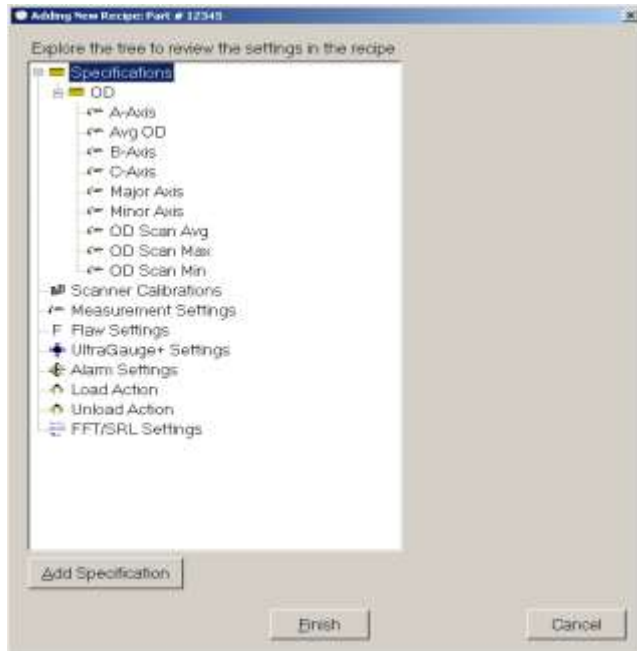 Adding New Recipe: Part # 12345
Explore the tree to review the settings in the recipe
Specifications
OD
A-Axis
Avg OD
B-Axis
C-Axis
Major Axis
Minor Axis
OD Scan Avg
OD Scan Max
OD Scan Min
Scanner Calibrations
Measurement Settings
F Flaw Settings
UltraGauge+ Settings
Alarm Settings
Load Action
Unload Action
FFT/SRL Settings
Add Specification
Finish
Cancel